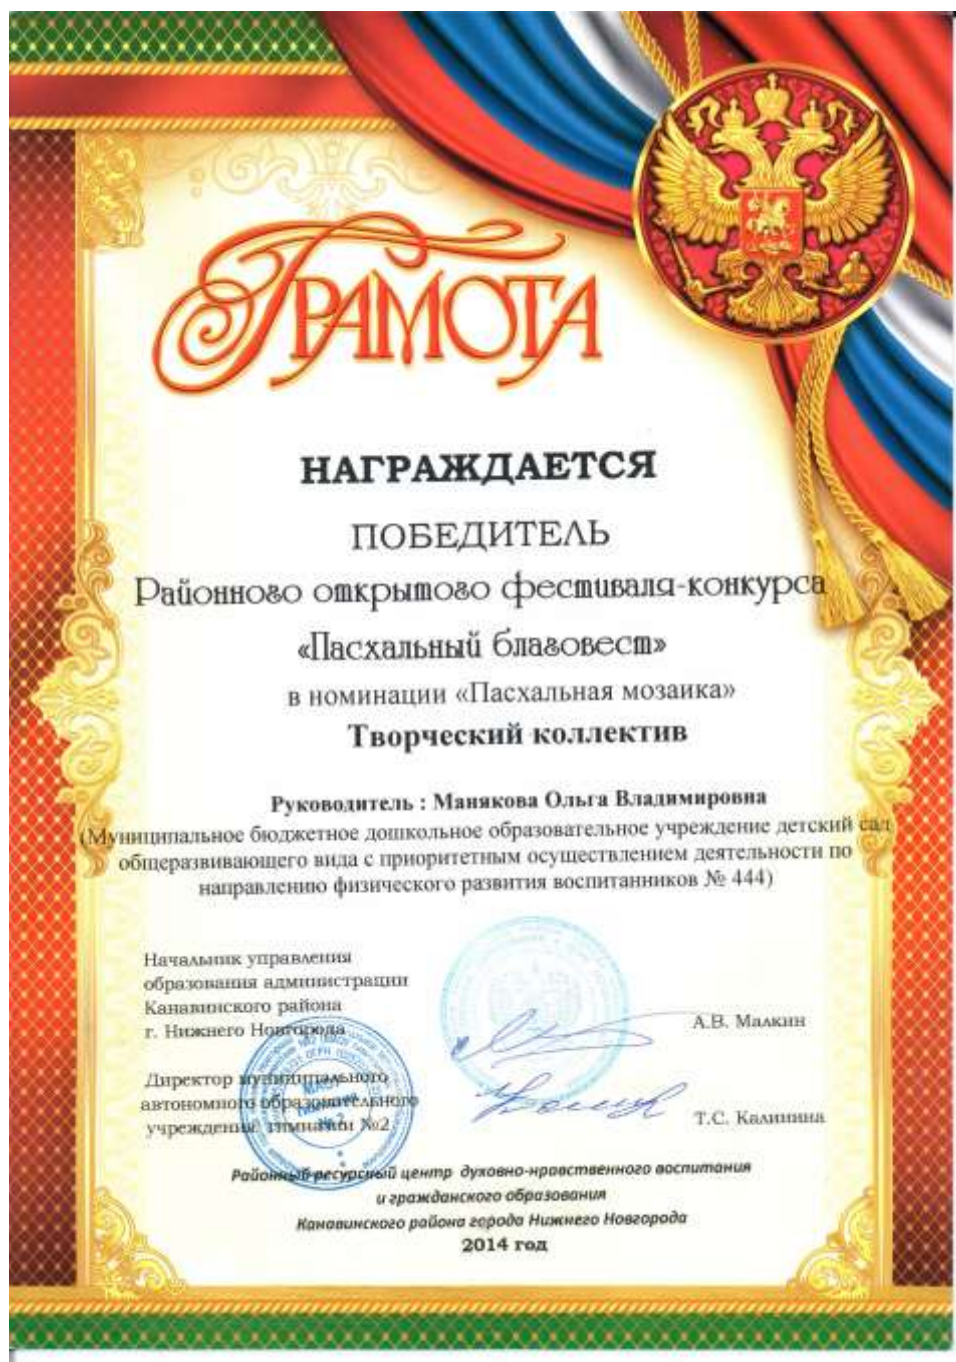 Грамота
НАГРАЖДАЕТСЯ
ПОБЕДИТЕЛЬ
Районного открытого фестиваля-конкурса
«Пасхальный благовест»
в номинации «Пасхальная мозаика»
Творческий коллектив
Руководитель : Манякова Ольга Владимировна
(Муниципальное бюджетное дошкольное образовательное учреждение детский сад
общеразвивающего вида с приоритетным осуществлением деятельности по
направлению физического развития воспитанников № 444)
Начальник управления
образования администрации
Канавинского района
г. Нижнего Новгорода
А.В. Малкин
Директор муниципального
автономного образовательного
учреждения гимназии №2
Т.С. Калинина
Районный ресурсный центр духовно-нравственного воспитания
и гражданского образования
Канавинского района города Нижнего Новгорода
2014 год